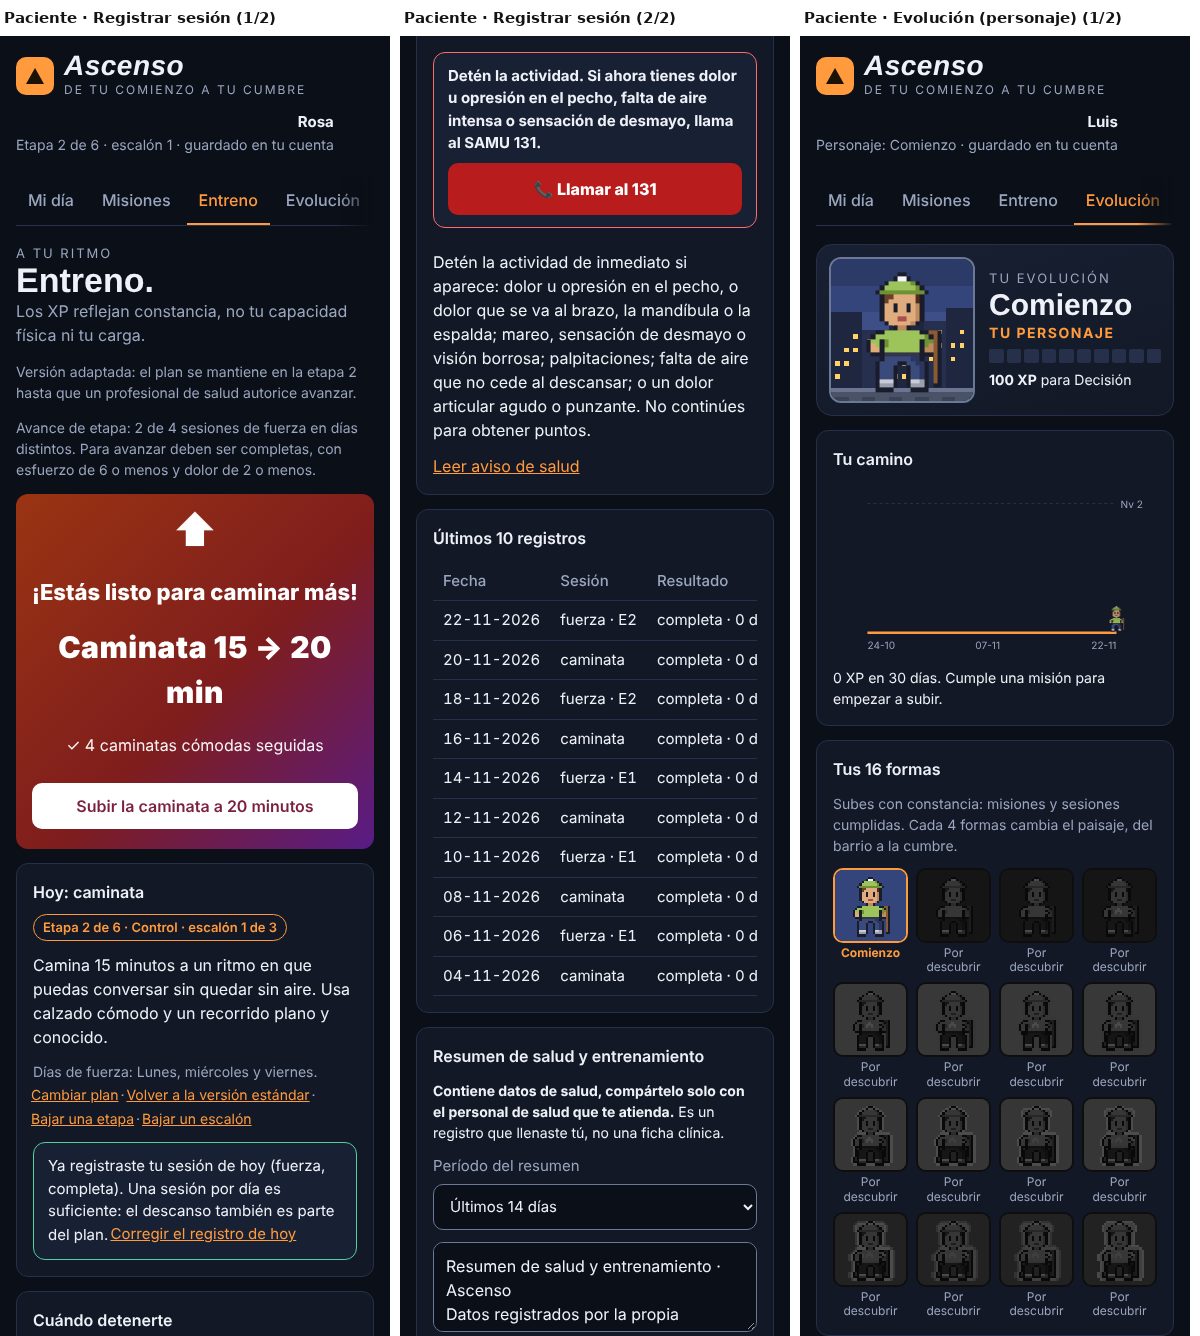 Paciente · Registrar sesión (1/2)
Ascenso
DE TU COMIENZO A TU CUMBRE
Rosa
Etapa 2 de 6 · escalón 1 · guardado en tu cuenta
Mi día Misiones Entreno Evolución
A TU RITMO
Entreno.
Los XP reflejan constancia, no tu capacidad
física ni tu carga.
Versión adaptada: el plan se mantiene en la etapa 2
hasta que un profesional de salud autorice avanzar.
Avance de etapa: 2 de 4 sesiones de fuerza en días
distintos. Para avanzar deben ser completas, con
esfuerzo de 6 o menos y dolor de 2 o menos.
¡Estás listo para caminar más!
Caminata 15 → 20
min
✓ 4 caminatas cómodas seguidas
Subir la caminata a 20 minutos
Hoy: caminata
Etapa 2 de 6 · Control · escalón 1 de 3
Camina 15 minutos a un ritmo en que
puedas conversar sin quedar sin aire. Usa
calzado cómodo y un recorrido plano y
conocido.
Días de fuerza: Lunes, miércoles y viernes.
Cambiar plan · Volver a la versión estándar ·
Bajar una etapa · Bajar un escalón
Ya registraste tu sesión de hoy (fuerza,
completa). Una sesión por día es
suficiente: el descanso también es parte
del plan. Corregir el registro de hoy
Cuándo detenerte
Paciente · Registrar sesión (2/2)
Detén la actividad. Si ahora tienes dolor
u opresión en el pecho, falta de aire
intensa o sensación de desmayo, llama
al SAMU 131.
📞 Llamar al 131
Detén la actividad de inmediato si
aparece: dolor u opresión en el pecho, o
dolor que se va al brazo, la mandíbula o la
espalda; mareo, sensación de desmayo o
visión borrosa; palpitaciones; falta de aire
que no cede al descansar; o un dolor
articular agudo o punzante. No continúes
para obtener puntos.
Leer aviso de salud
Últimos 10 registros
Fecha Sesión Resultado
22-11-2026 fuerza · E2 completa · 0 d
20-11-2026 caminata completa · 0 d
18-11-2026 fuerza · E2 completa · 0 d
16-11-2026 caminata completa · 0 d
14-11-2026 fuerza · E1 completa · 0 d
12-11-2026 caminata completa · 0 d
10-11-2026 fuerza · E1 completa · 0 d
08-11-2026 caminata completa · 0 d
06-11-2026 fuerza · E1 completa · 0 d
04-11-2026 caminata completa · 0 d
Resumen de salud y entrenamiento
Contiene datos de salud, compártelo solo con
el personal de salud que te atienda. Es un
registro que llenaste tú, no una ficha clínica.
Período del resumen
Últimos 14 días
Resumen de salud y entrenamiento ·
Ascenso
Datos registrados por la propia
Paciente · Evolución (personaje) (1/2)
Ascenso
DE TU COMIENZO A TU CUMBRE
Luis
Personaje: Comienzo · guardado en tu cuenta
Mi día Misiones Entreno Evolución
TU EVOLUCIÓN
Comienzo
TU PERSONAJE
100 XP para Decisión
Tu camino
Nv 2
24-10 07-11 22-11
0 XP en 30 días. Cumple una misión para
empezar a subir.
Tus 16 formas
Subes con constancia: misiones y sesiones
cumplidas. Cada 4 formas cambia el paisaje, del
barrio a la cumbre.
Comienzo Por Por Por
descubrir descubrir descubrir
Por Por Por Por
descubrir descubrir descubrir descubrir
Por Por Por Por
descubrir descubrir descubrir descubrir
Por Por Por Por
descubrir descubrir descubrir descubrir